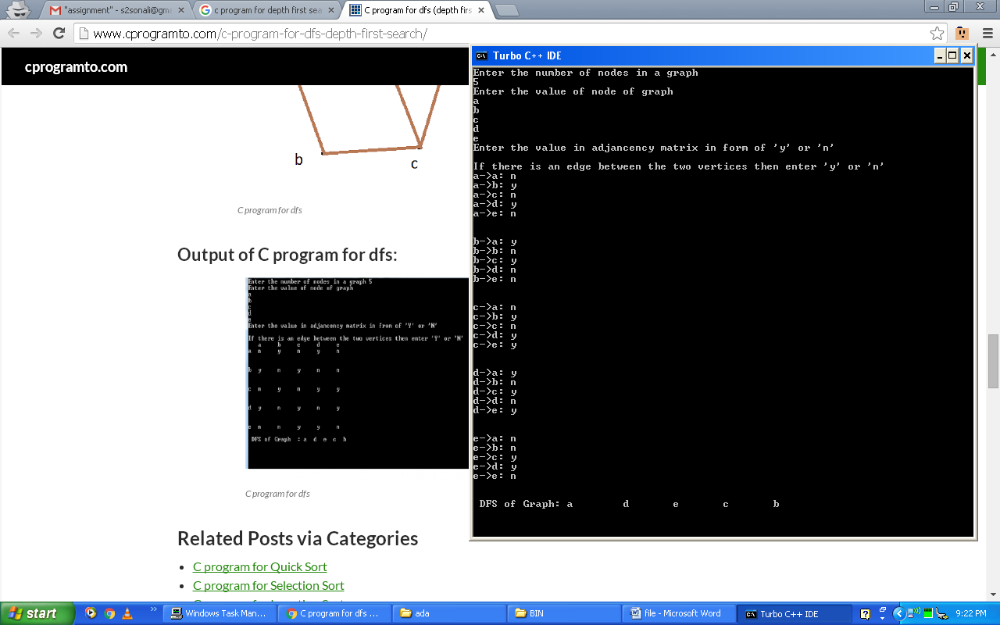 "assignment" - s2sonali@gma
c program for depth first sea
C program for dfs (depth firs
www.cprogramto.com/c-program-for-dfs-depth-first-search/
cprogramto.com
b
c
C program for dfs
Output of C program for dfs:
Enter the number of nodes in a graph 5
Enter the value of node of graph
a
b
c
d
e
Enter the value in adjancency matrix in from of 'Y' or 'N'
If there is an edge between the two vertices then enter 'Y' or 'N'
a b c d e
a n y n y n
b y n y n n
c n y n y y
d y n y n y
e n n y y n
DFS of Graph : a d e c b
C program for dfs
Related Posts via Categories
C program for Quick Sort
C program for Selection Sort
Turbo C++ IDE
Enter the number of nodes in a graph
5
Enter the value of node of graph
a
b
c
d
e
Enter the value in adjancency matrix in form of 'y' or 'n'
If there is an edge between the two vertices then enter 'y' or 'n'
a->a: n
a->b: y
a->c: n
a->d: y
a->e: n
b->a: y
b->b: n
b->c: y
b->d: n
b->e: n
c->a: n
c->b: y
c->c: n
c->d: y
c->e: y
d->a: y
d->b: n
d->c: y
d->d: n
d->e: y
e->a: n
e->b: n
e->c: y
e->d: y
e->e: n
DFS of Graph: a d e c b
start
Windows Task Man...
C program for dfs ...
ada
BIN
file - Microsoft Word
Turbo C++ IDE
9:22 PM